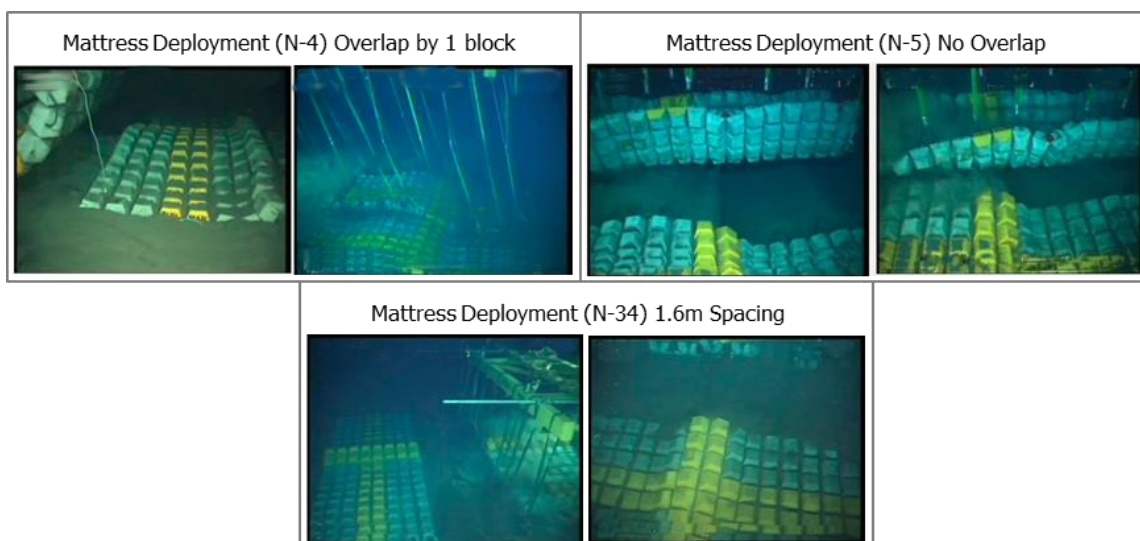 Mattress Deployment (N-4) Overlap by 1 block
Mattress Deployment (N-5) No Overlap
Mattress Deployment (N-34) 1.6m Spacing